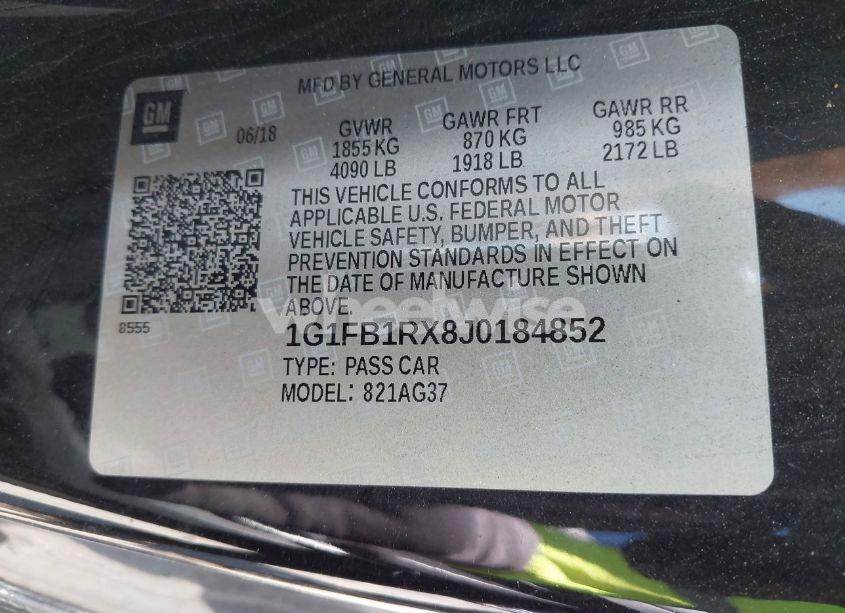 MFD BY GENERAL MOTORS LLC
GM
06/18
GVWR
1855 KG
4090 LB
GAWR FRT
870 KG
1918 LB
GAWR RR
985 KG
2172 LB
THIS VEHICLE CONFORMS TO ALL
APPLICABLE U.S. FEDERAL MOTOR
VEHICLE SAFETY, BUMPER, AND THEFT
PREVENTION STANDARDS IN EFFECT ON
THE DATE OF MANUFACTURE SHOWN
ABOVE.
8555
wheelwise
1G1FB1RX8J0184852
TYPE: PASS CAR
MODEL: 821AG37